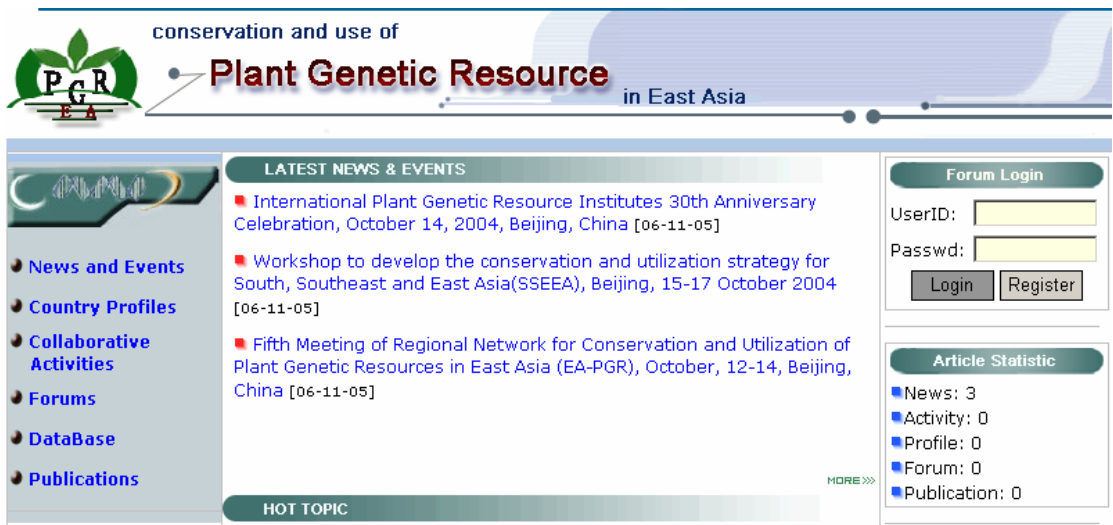 conservation and use of
Plant Genetic Resource
in East Asia
PGR
EA
News and Events
Country Profiles
Collaborative
Activities
Forums
DataBase
Publications
LATEST NEWS & EVENTS
International Plant Genetic Resource Institutes 30th Anniversary
Celebration, October 14, 2004, Beijing, China [06-11-05]
Workshop to develop the conservation and utilization strategy for
South, Southeast and East Asia(SSEEA), Beijing, 15-17 October 2004
[06-11-05]
Fifth Meeting of Regional Network for Conservation and Utilization of
Plant Genetic Resources in East Asia (EA-PGR), October, 12-14, Beijing,
China [06-11-05]
MORE
HOT TOPIC
Forum Login
UserID:
Passwd:
Login Register
Article Statistic
News: 3
Activity: 0
Profile: 0
Forum: 0
Publication: 0